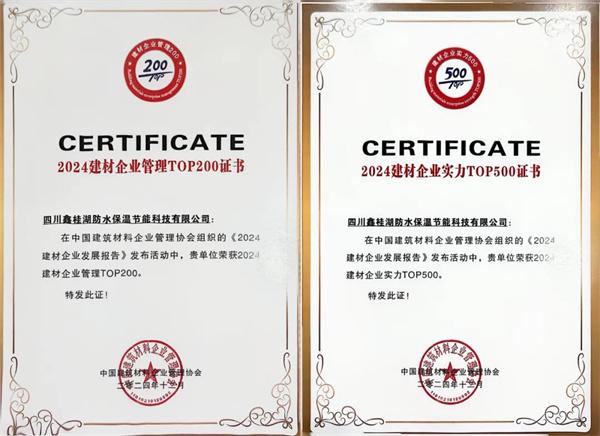 建材企业管理200
200
TOP
CERTIFICATE
2024建材企业管理TOP200证书
四川鑫桂湖防水保温节能科技有限公司：
在中国建筑材料企业管理协会组织的《2024
建材企业发展报告》发布活动中，贵单位荣获2024
建材企业管理TOP200。
特发此证！
中国建筑材料企业管理协会
二零二四年十二月
建材企业实力500
500
TOP
CERTIFICATE
2024建材企业实力TOP500证书
四川鑫桂湖防水保温节能科技有限公司：
在中国建筑材料企业管理协会组织的《2024
建材企业发展报告》发布活动中，贵单位荣获2024
建材企业实力TOP500。
特发此证！
中国建筑材料企业管理协会
二零二四年十二月